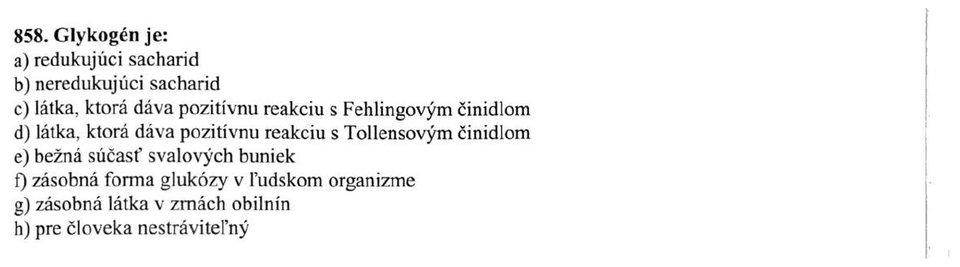 858. Glykogén je:
a) redukujúci sacharid
b) neredukujúci sacharid
c) látka, ktorá dáva pozitívnu reakciu s Fehlingovým činidlom
d) látka, ktorá dáva pozitívnu reakciu s Tollensovým činidlom
e) bežná súčasť svalových buniek
f) zásobná forma glukózy v ľudskom organizme
g) zásobná látka v zrnách obilnín
h) pre človeka nestráviteľný